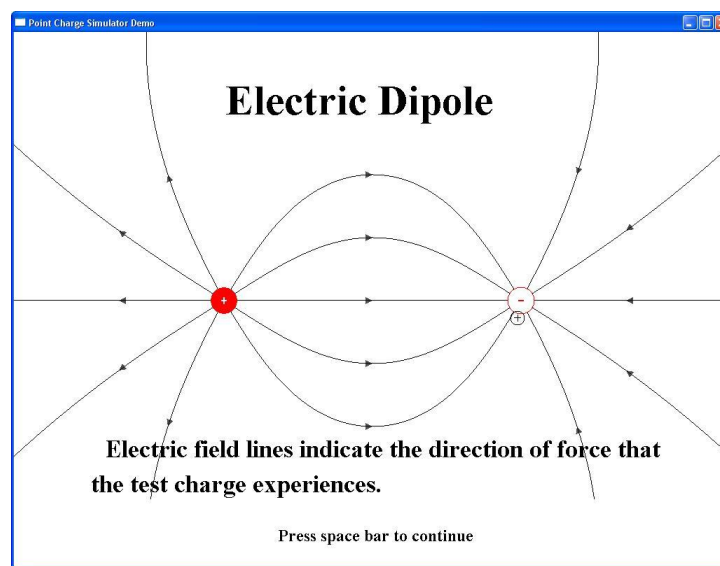 Point Charge Simulator Demo
Electric Dipole
+
-
+
Electric field lines indicate the direction of force that
the test charge experiences.
Press space bar to continue